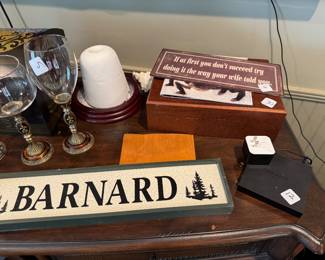 If at first you don't succeed try
doing it the way your wife told you
BARNARD